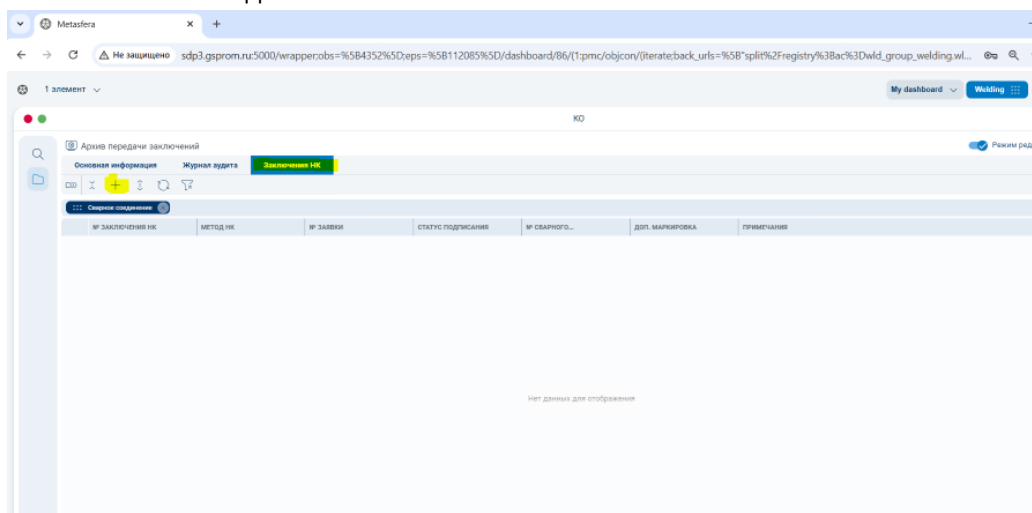 Metasfera
Не защищено sdp3.gsprom.ru:5000/wrapper;obs=%5B4352%5D;eps=%5B112085%5D/dashboard/86/(1:pmc/objcon/(iterate;back_urls=%5B"split%2Fregistry%3Bac%3Dwld_group_welding.wl...
1 элемент My dashboard Welding
КО
Архив передачи заключений Режим ред
Основная информация Журнал аудита Заключения НК
Сварное соединение
№ ЗАКЛЮЧЕНИЯ НК МЕТОД НК № ЗАЯВКИ СТАТУС ПОДПИСАНИЯ № СВАРНОГО... ДОП. МАРКИРОВКА ПРИМЕЧАНИЯ
Нет данных для отображения